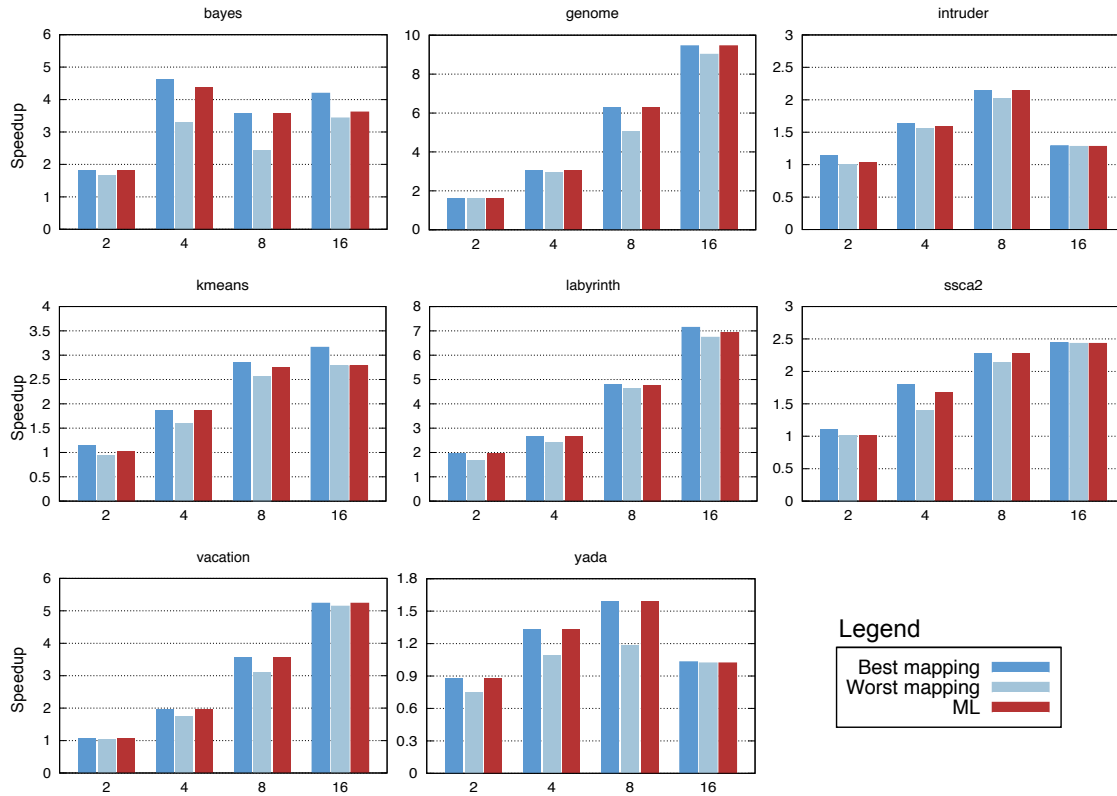 bayes
6
5
4
3
2
1
0
Speedup
2 4 8 16
genome
10
8
6
4
2
0
2 4 8 16
intruder
3
2.5
2
1.5
1
0.5
0
2 4 8 16
kmeans
4
3.5
3
2.5
2
1.5
1
0.5
0
Speedup
2 4 8 16
labyrinth
8
7
6
5
4
3
2
1
0
2 4 8 16
ssca2
3
2.5
2
1.5
1
0.5
0
2 4 8 16
vacation
6
5
4
3
2
1
0
Speedup
2 4 8 16
yada
1.8
1.5
1.2
0.9
0.6
0.3
0
2 4 8 16
Legend
Best mapping
Worst mapping
ML